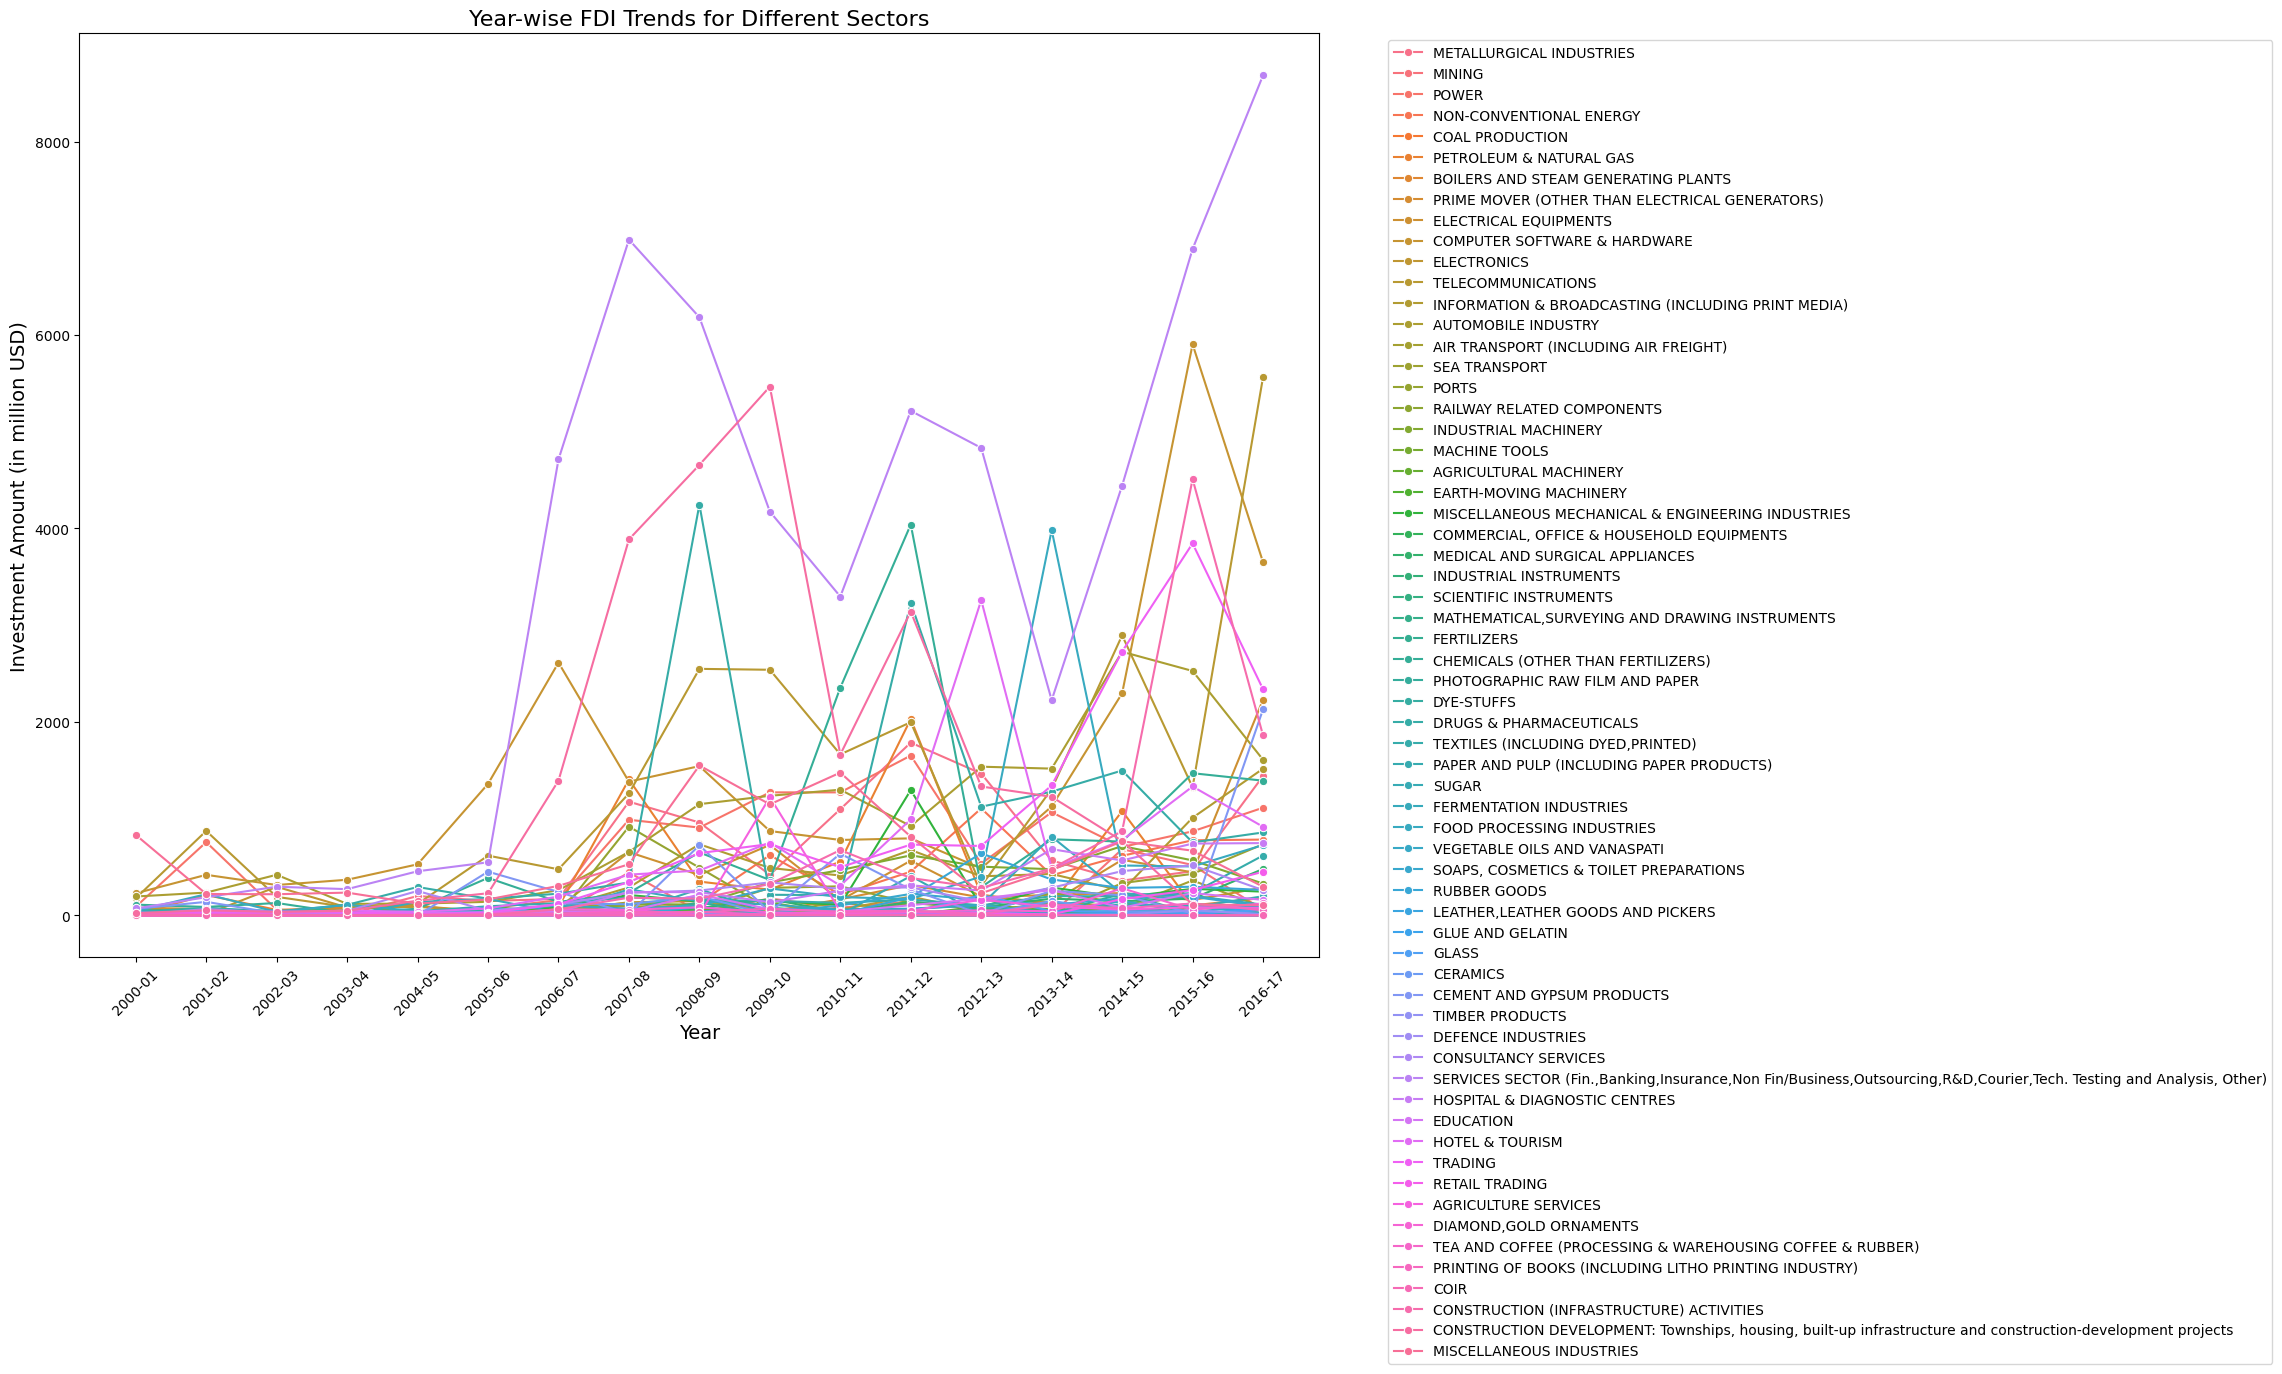 Year-wise FDI Trends for Different Sectors
Investment Amount (in million USD)
8000
6000
4000
2000
0
2000-01
2001-02
2002-03
2003-04
2004-05
2005-06
2006-07
2007-08
2008-09
2009-10
2010-11
2011-12
2012-13
2013-14
2014-15
2015-16
2016-17
Year
METALLURGICAL INDUSTRIES
MINING
POWER
NON-CONVENTIONAL ENERGY
COAL PRODUCTION
PETROLEUM & NATURAL GAS
BOILERS AND STEAM GENERATING PLANTS
PRIME MOVER (OTHER THAN ELECTRICAL GENERATORS)
ELECTRICAL EQUIPMENTS
COMPUTER SOFTWARE & HARDWARE
ELECTRONICS
TELECOMMUNICATIONS
INFORMATION & BROADCASTING (INCLUDING PRINT MEDIA)
AUTOMOBILE INDUSTRY
AIR TRANSPORT (INCLUDING AIR FREIGHT)
SEA TRANSPORT
PORTS
RAILWAY RELATED COMPONENTS
INDUSTRIAL MACHINERY
MACHINE TOOLS
AGRICULTURAL MACHINERY
EARTH-MOVING MACHINERY
MISCELLANEOUS MECHANICAL & ENGINEERING INDUSTRIES
COMMERCIAL, OFFICE & HOUSEHOLD EQUIPMENTS
MEDICAL AND SURGICAL APPLIANCES
INDUSTRIAL INSTRUMENTS
SCIENTIFIC INSTRUMENTS
MATHEMATICAL,SURVEYING AND DRAWING INSTRUMENTS
FERTILIZERS
CHEMICALS (OTHER THAN FERTILIZERS)
PHOTOGRAPHIC RAW FILM AND PAPER
DYE-STUFFS
DRUGS & PHARMACEUTICALS
TEXTILES (INCLUDING DYED,PRINTED)
PAPER AND PULP (INCLUDING PAPER PRODUCTS)
SUGAR
FERMENTATION INDUSTRIES
FOOD PROCESSING INDUSTRIES
VEGETABLE OILS AND VANASPATI
SOAPS, COSMETICS & TOILET PREPARATIONS
RUBBER GOODS
LEATHER,LEATHER GOODS AND PICKERS
GLUE AND GELATIN
GLASS
CERAMICS
CEMENT AND GYPSUM PRODUCTS
TIMBER PRODUCTS
DEFENCE INDUSTRIES
CONSULTANCY SERVICES
SERVICES SECTOR (Fin.,Banking,Insurance,Non Fin/Business,Outsourcing,R&D,Courier,Tech. Testing and Analysis, Other)
HOSPITAL & DIAGNOSTIC CENTRES
EDUCATION
HOTEL & TOURISM
TRADING
RETAIL TRADING
AGRICULTURE SERVICES
DIAMOND,GOLD ORNAMENTS
TEA AND COFFEE (PROCESSING & WAREHOUSING COFFEE & RUBBER)
PRINTING OF BOOKS (INCLUDING LITHO PRINTING INDUSTRY)
COIR
CONSTRUCTION (INFRASTRUCTURE) ACTIVITIES
CONSTRUCTION DEVELOPMENT: Townships, housing, built-up infrastructure and construction-development projects
MISCELLANEOUS INDUSTRIES